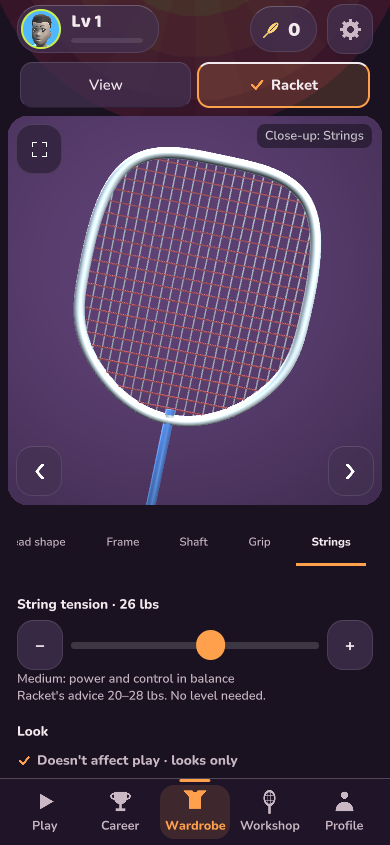 Lv 1
0
View
Racket
Close-up: Strings
ead shape
Frame
Shaft
Grip
Strings
String tension · 26 lbs
Medium: power and control in balance
Racket's advice 20–28 lbs. No level needed.
Look
Doesn't affect play · looks only
Play
Career
Wardrobe
Workshop
Profile